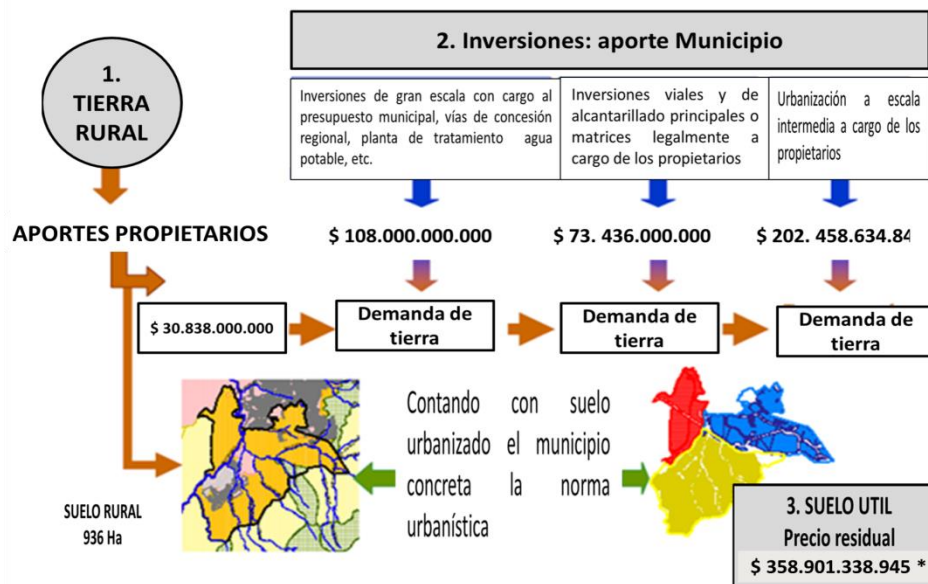 1.
TIERRA
RURAL
2. Inversiones: aporte Municipio
Inversiones de gran escala con cargo al
presupuesto municipal, vías de concesión
regional, planta de tratamiento agua
potable, etc.
Inversiones viales y de
alcantarillado principales o
matrices legalmente a
cargo de los propietarios
Urbanización a escala
intermedia a cargo de los
propietarios
APORTES PROPIETARIOS
$ 108.000.000.000
$ 73. 436.000.000
$ 202. 458.634.84
$ 30.838.000.000
Demanda de
tierra
Demanda de
tierra
Demanda de
tierra
Contando con suelo
urbanizado el municipio
concreta la norma
urbanística
SUELO RURAL
936 Ha
3. SUELO UTIL
Precio residual
$ 358.901.338.945 *